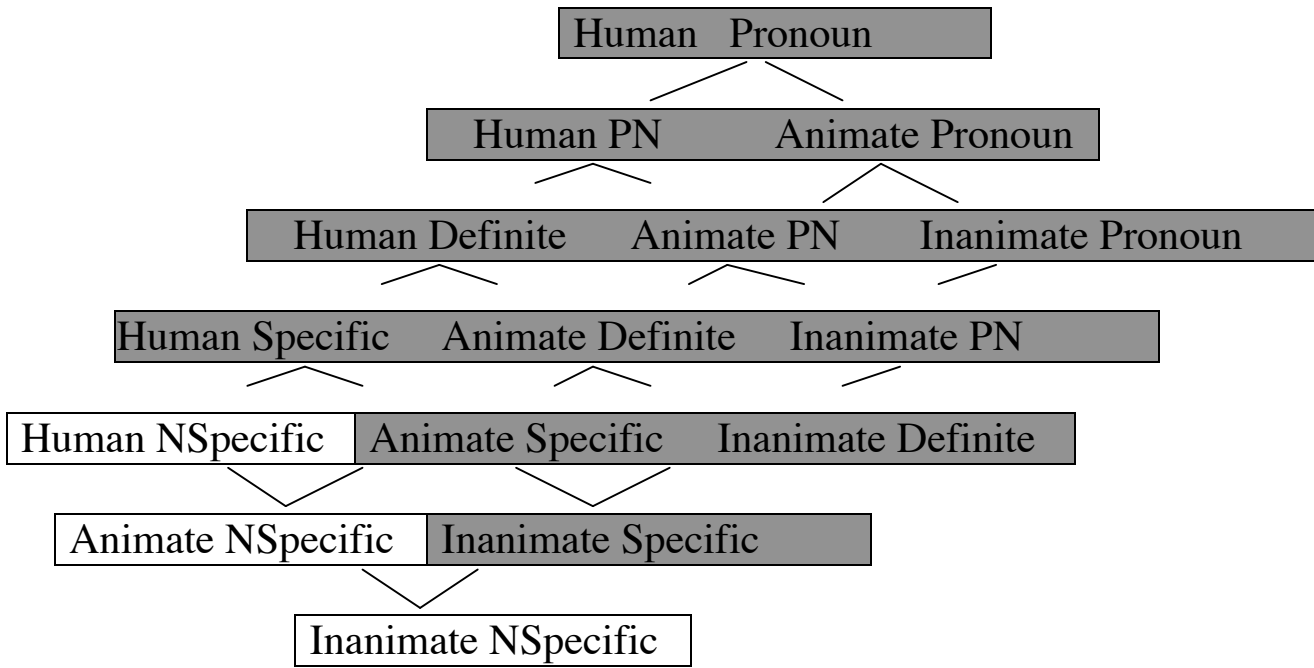 Human Pronoun
Human PN Animate Pronoun
Human Definite Animate PN Inanimate Pronoun
Human Specific Animate Definite Inanimate PN
Human NSpecific Animate Specific Inanimate Definite
Animate NSpecific Inanimate Specific
Inanimate NSpecific